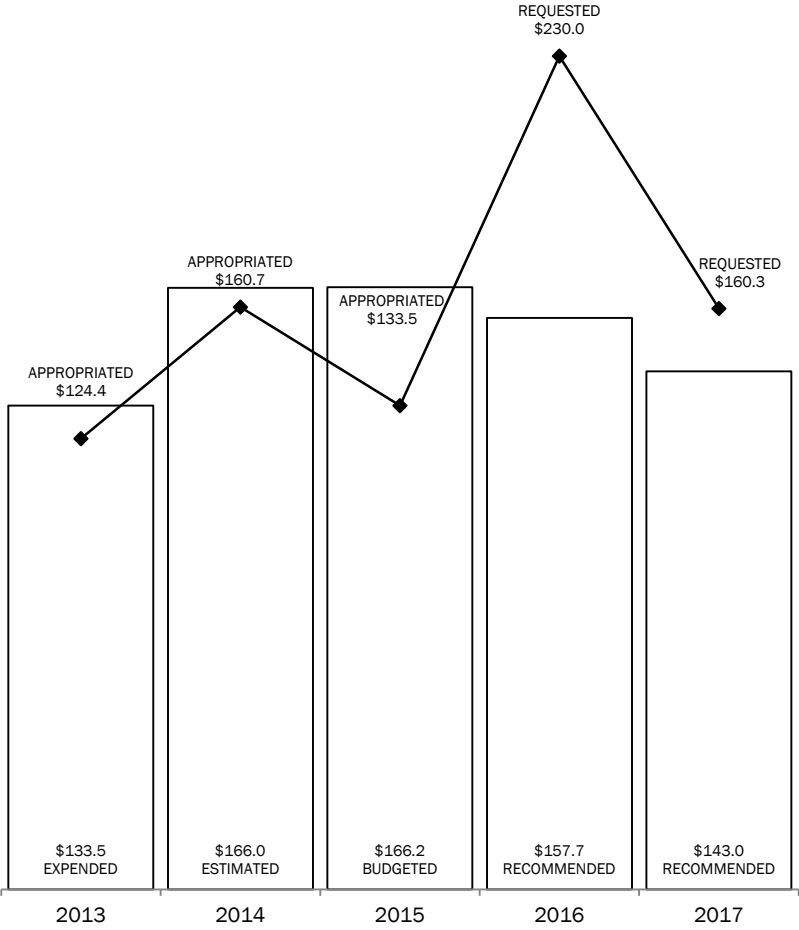 REQUESTED
$230.0
APPROPRIATED
$160.7
REQUESTED
$160.3
APPROPRIATED
$133.5
APPROPRIATED
$124.4
$133.5
EXPENDED
$166.0
ESTIMATED
$166.2
BUDGETED
$157.7
RECOMMENDED
$143.0
RECOMMENDED
2013
2014
2015
2016
2017